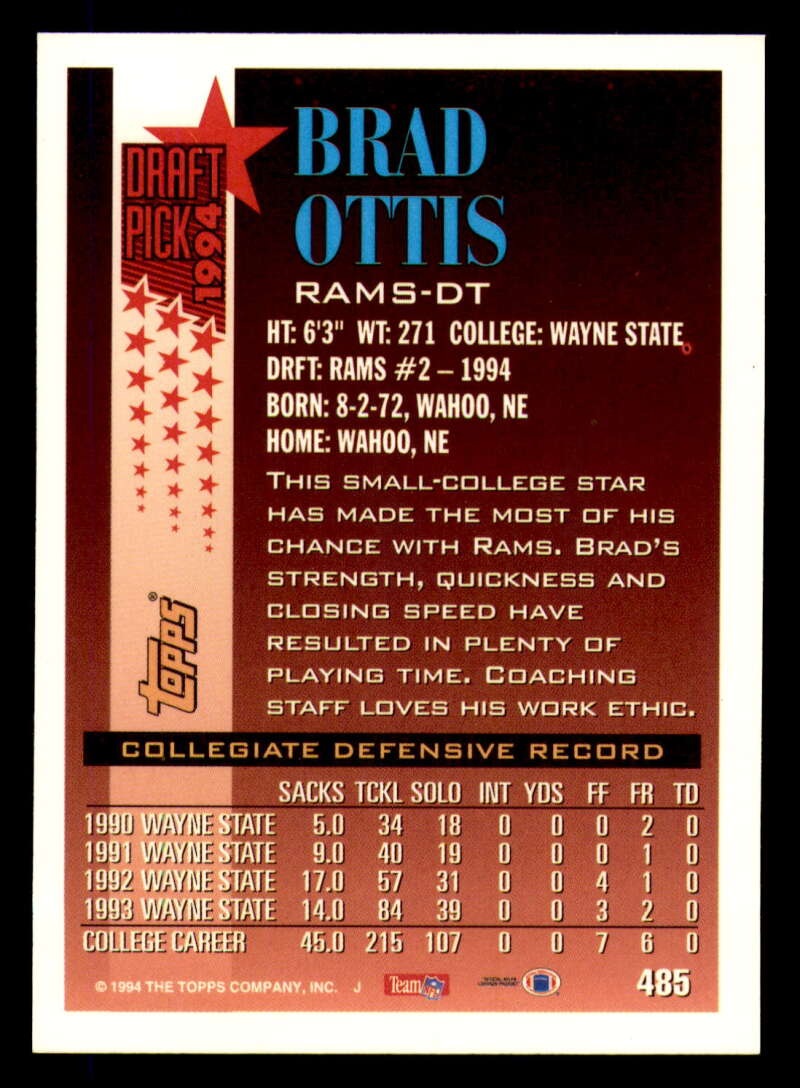 DRAFT
PICK
1994
BRAD
OTTIS
RAMS-DT
HT: 6'3" WT: 271 COLLEGE: WAYNE STATE
DRFT: RAMS #2 – 1994
BORN: 8-2-72, WAHOO, NE
HOME: WAHOO, NE
THIS SMALL-COLLEGE STAR
HAS MADE THE MOST OF HIS
CHANCE WITH RAMS. BRAD'S
STRENGTH, QUICKNESS AND
CLOSING SPEED HAVE
RESULTED IN PLENTY OF
PLAYING TIME. COACHING
STAFF LOVES HIS WORK ETHIC.
Topps®
COLLEGIATE DEFENSIVE RECORD
SACKS TCKL SOLO INT YDS FF FR TD
1990 WAYNE STATE 5.0 34 18 0 0 0 2 0
1991 WAYNE STATE 9.0 40 19 0 0 0 1 0
1992 WAYNE STATE 17.0 57 31 0 0 4 1 0
1993 WAYNE STATE 14.0 84 39 0 0 3 2 0
COLLEGE CAREER 45.0 215 107 0 0 7 6 0
© 1994 THE TOPPS COMPANY, INC. J Team NFL 485